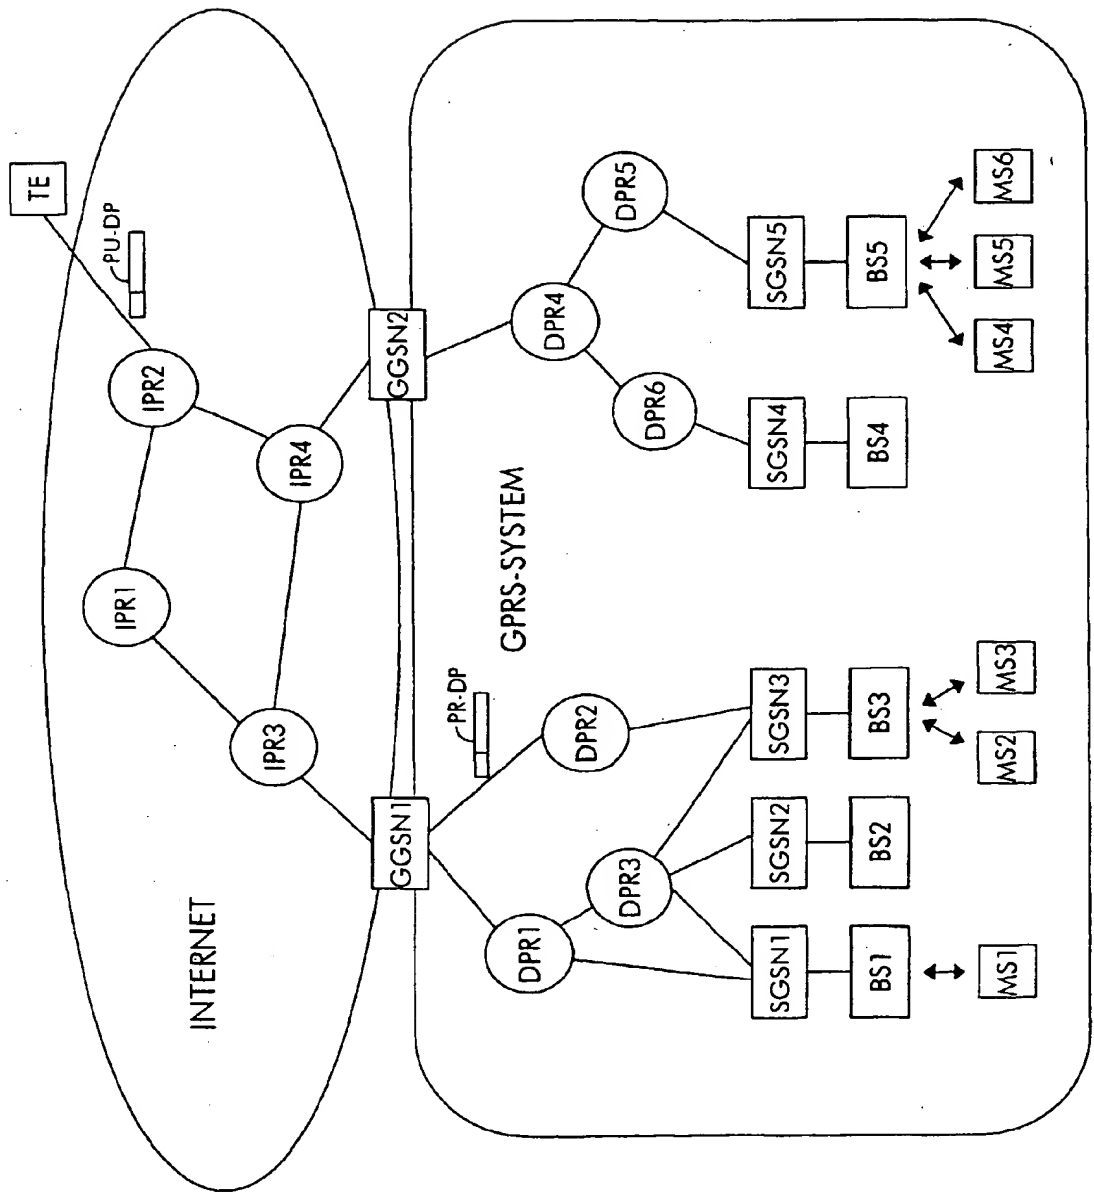 INTERNET
TE
PU-DP
IPR1
IPR2
IPR3
IPR4
GGSN1
GGSN2
GPRS-SYSTEM
PR-DP
DPR1
DPR2
DPR3
DPR4
DPR5
DPR6
SGSN1
SGSN2
SGSN3
SGSN4
SGSN5
BS1
BS2
BS3
BS4
BS5
MS1
MS2
MS3
MS4
MS5
MS6